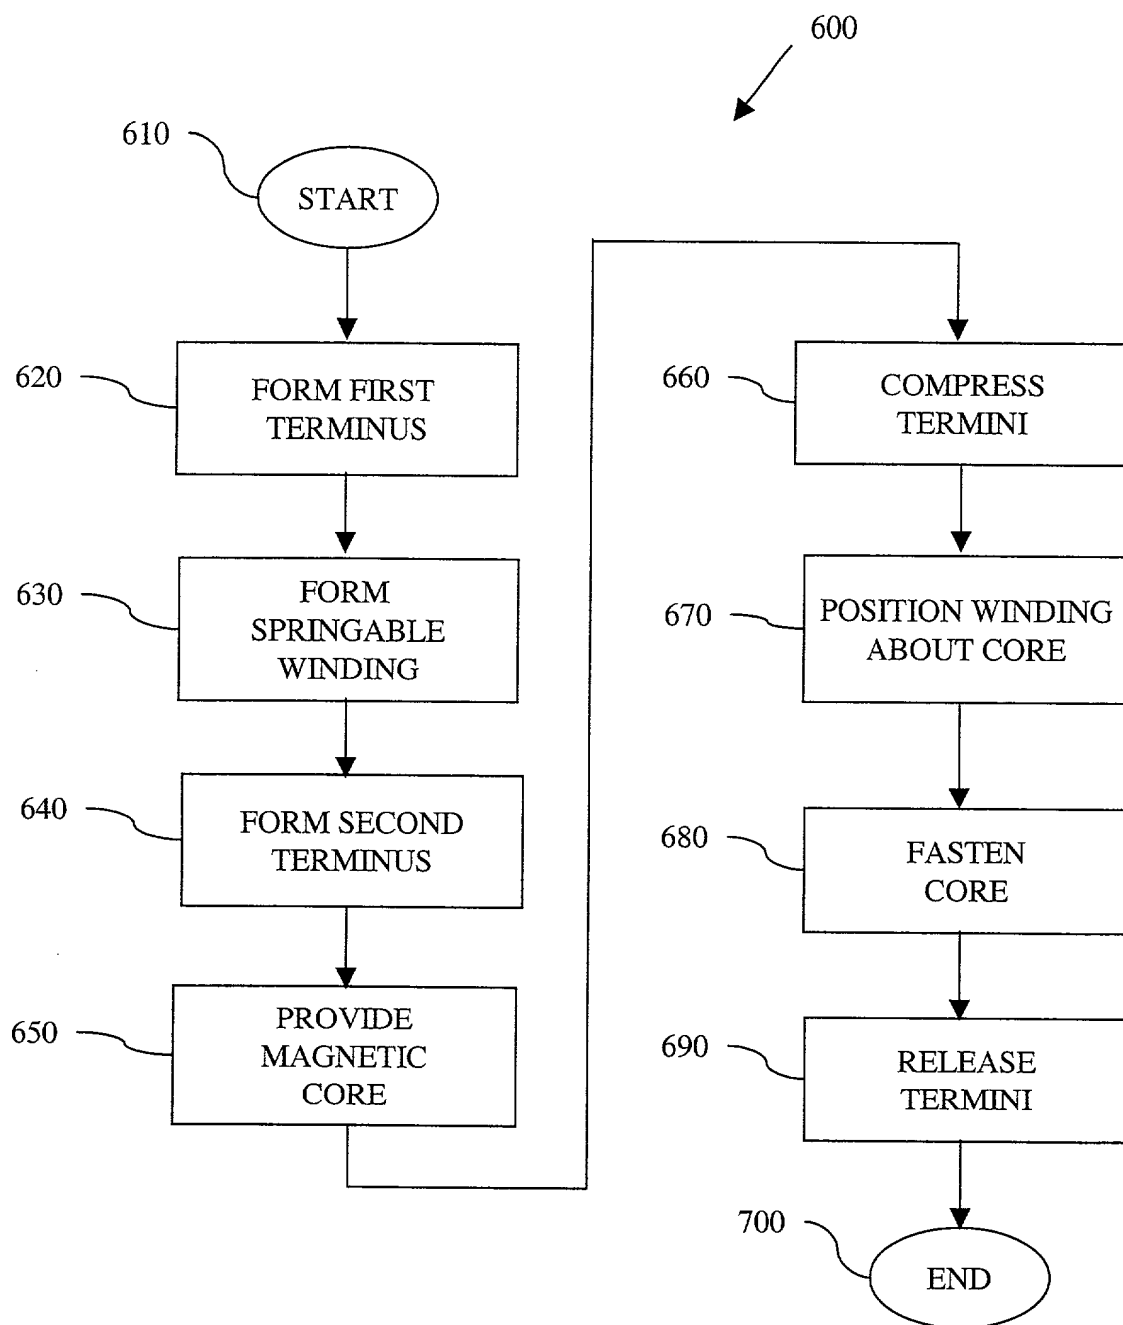 600
610
START
620
FORM FIRST
TERMINUS
630
FORM
SPRINGABLE
WINDING
640
FORM SECOND
TERMINUS
650
PROVIDE
MAGNETIC
CORE
660
COMPRESS
TERMINI
670
POSITION WINDING
ABOUT CORE
680
FASTEN
CORE
690
RELEASE
TERMINI
700
END